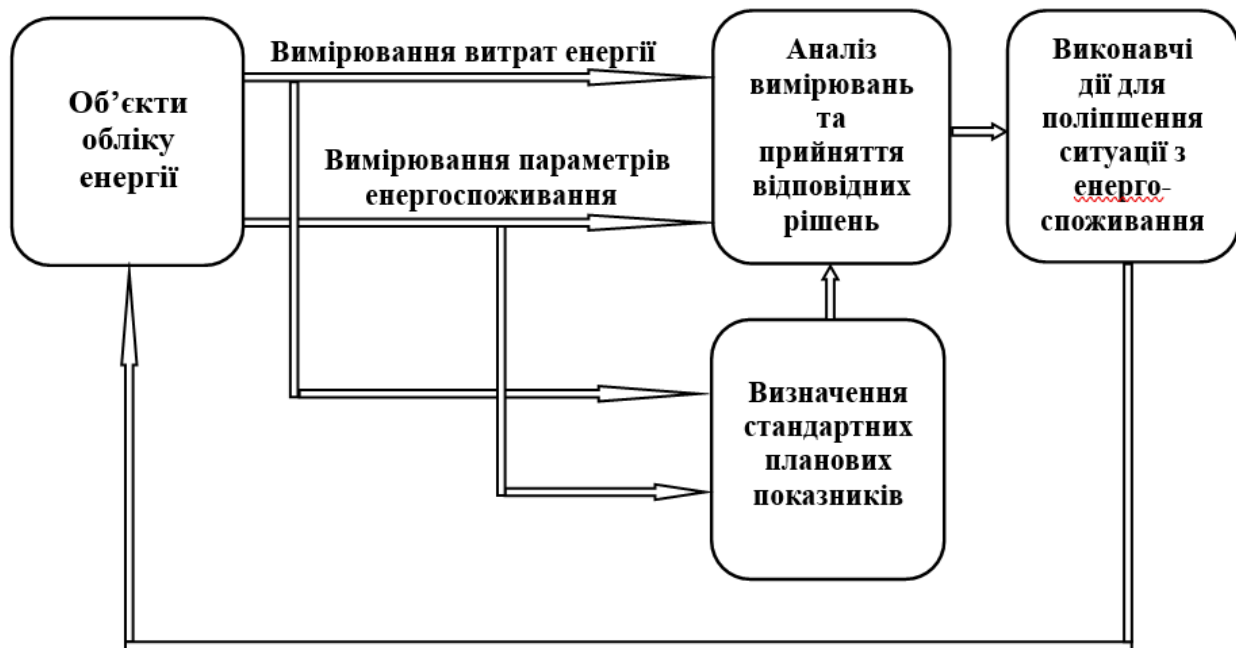 Об’єкти
обліку
енергії
Вимірювання витрат енергії
Вимірювання параметрів
енергоспоживання
Аналіз
вимірювань
та
прийняття
відповідних
рішень
Виконавчі
дії для
поліпшення
ситуації з
енерго-
споживання
Визначення
стандартних
планових
показників